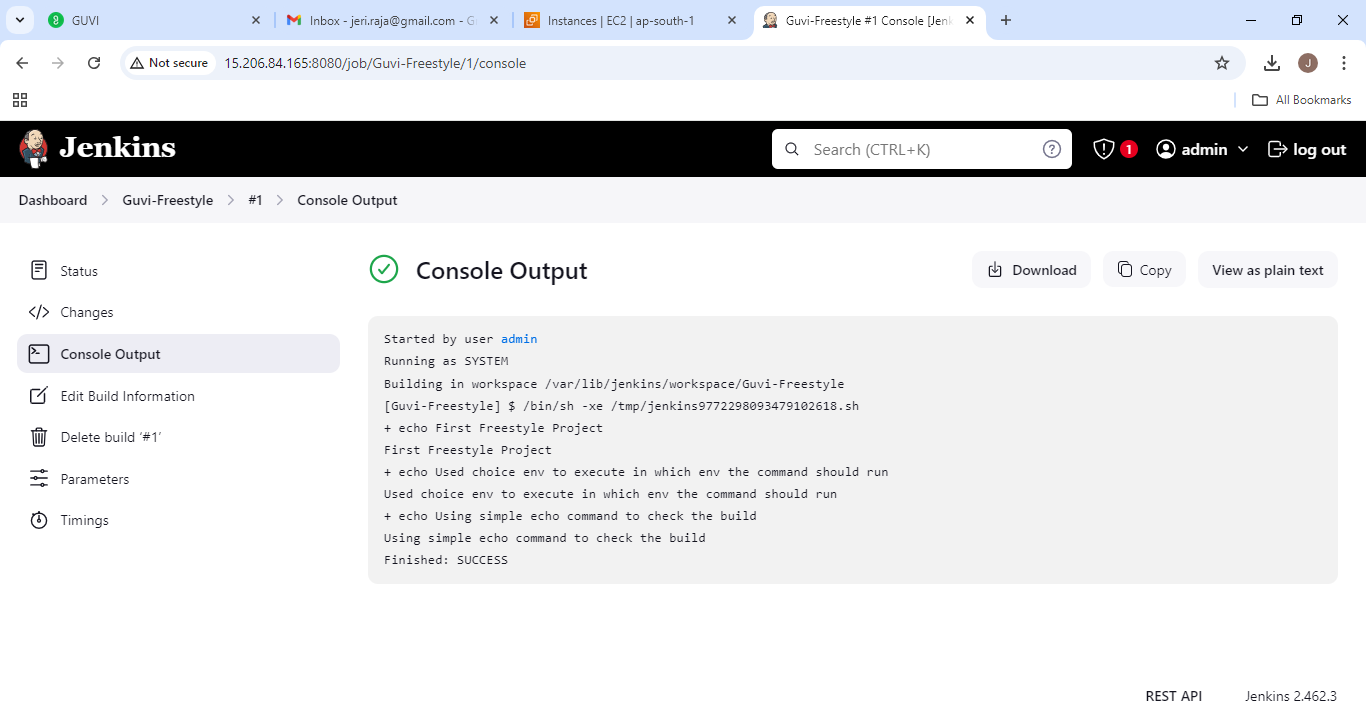 GUVI
Inbox - jeri.raja@gmail.com - G
Instances | EC2 | ap-south-1
Guvi-Freestyle #1 Console [Jenk
Not secure
15.206.84.165:8080/job/Guvi-Freestyle/1/console
J
All Bookmarks
Jenkins
Search (CTRL+K)
?
1
admin
log out
Dashboard
Guvi-Freestyle
#1
Console Output
Status
Changes
Console Output
Edit Build Information
Delete build ‘#1’
Parameters
Timings
Console Output
Download
Copy
View as plain text
Started by user admin
Running as SYSTEM
Building in workspace /var/lib/jenkins/workspace/Guvi-Freestyle
[Guvi-Freestyle] $ /bin/sh -xe /tmp/jenkins9772298093479102618.sh
+ echo First Freestyle Project
First Freestyle Project
+ echo Used choice env to execute in which env the command should run
Used choice env to execute in which env the command should run
+ echo Using simple echo command to check the build
Using simple echo command to check the build
Finished: SUCCESS
REST API
Jenkins 2.462.3